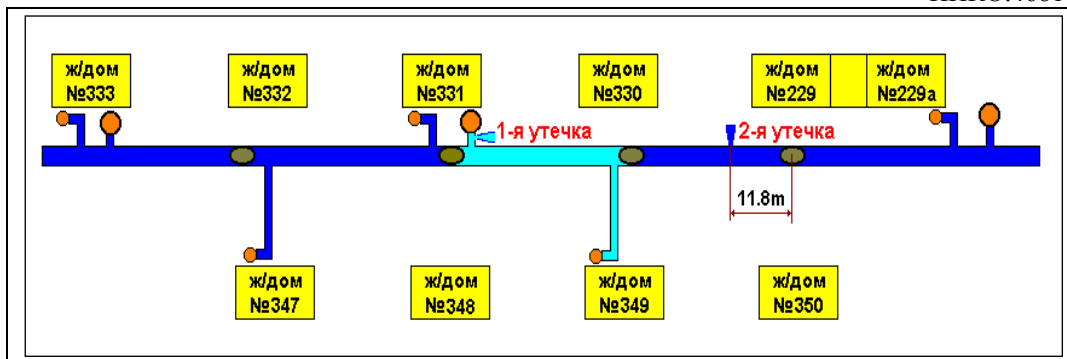 ж/дом
№333
ж/дом
№332
ж/дом
№331
ж/дом
№330
ж/дом
№229
ж/дом
№229а
1-я утечка
2-я утечка
11.8m
ж/дом
№347
ж/дом
№348
ж/дом
№349
ж/дом
№350